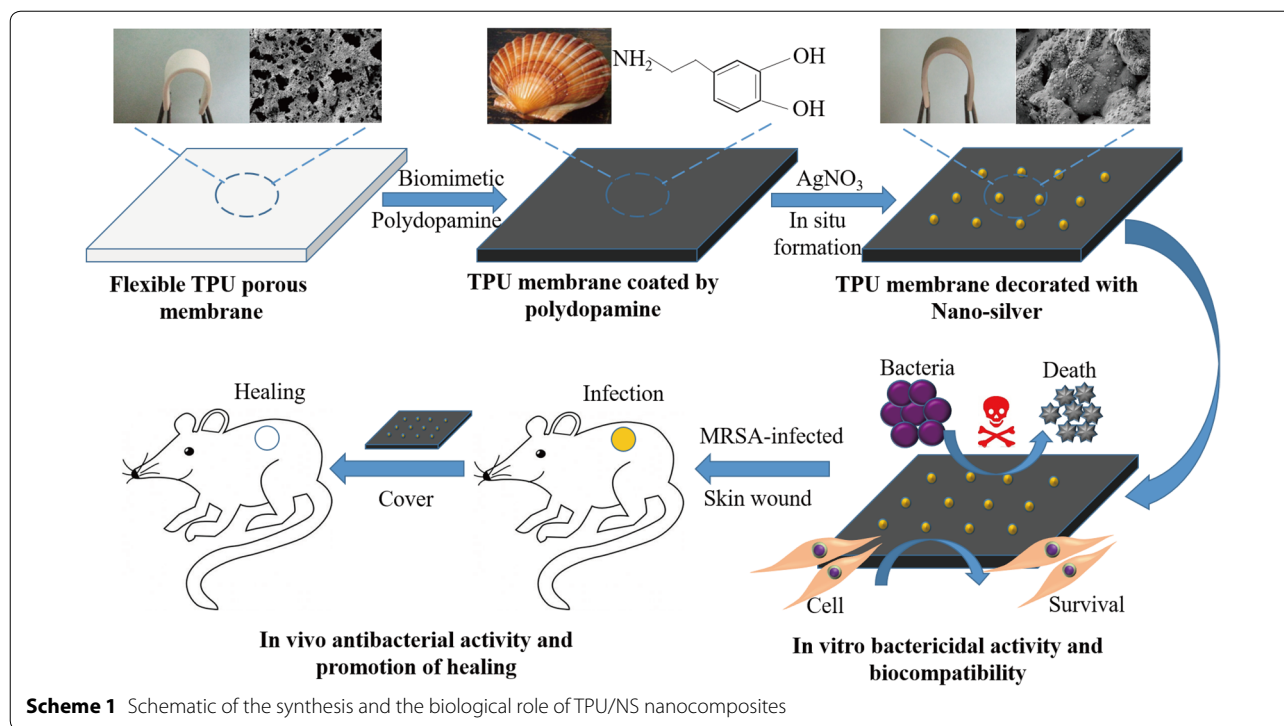 NH₂
OH
OH
Biomimetic
Polydopamine
AgNO₃
In situ
formation
Flexible TPU porous
membrane
TPU membrane coated by
polydopamine
TPU membrane decorated with
Nano-silver
Healing
Infection
Bacteria
Death
MRSA-infected
Skin wound
Cover
Cell
Survival
In vivo antibacterial activity and
promotion of healing
In vitro bactericidal activity and
biocompatibility
Scheme 1 Schematic of the synthesis and the biological role of TPU/NS nanocomposites